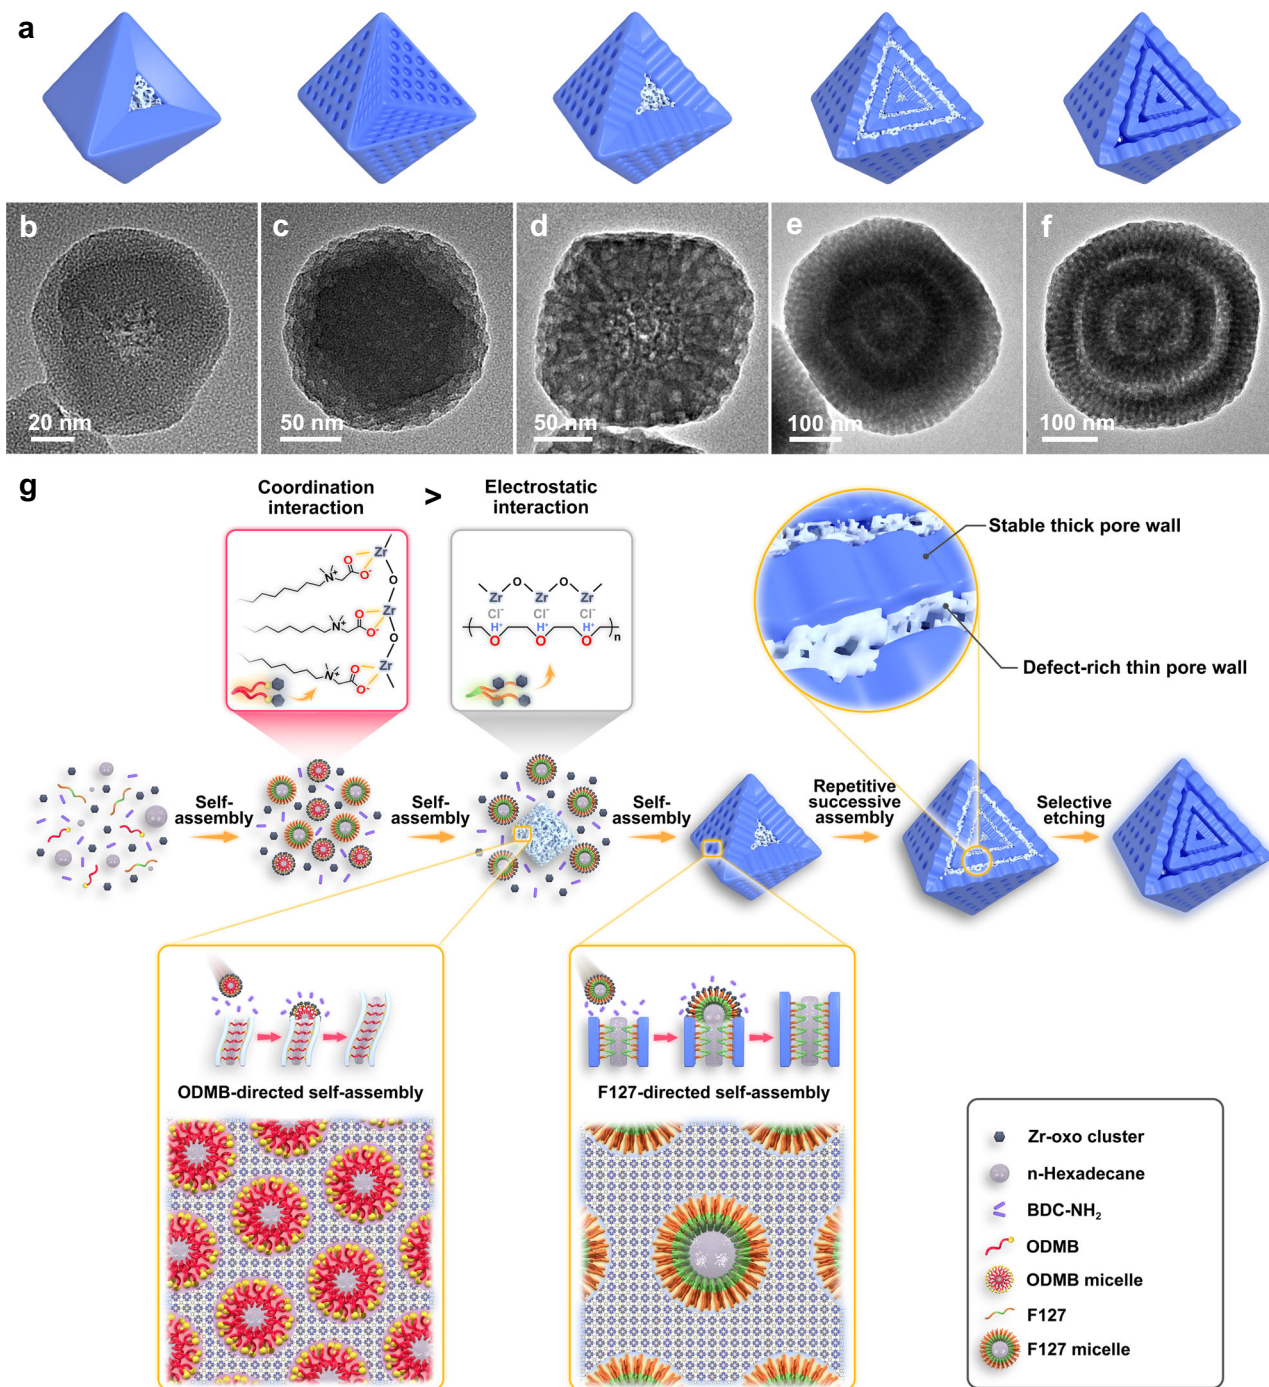 a
b
c
d
e
f
20 nm
50 nm
50 nm
100 nm
100 nm
g
Coordination
interaction
>
Electrostatic
interaction
Zr
O
O
O⁻
N⁺
Zr
O
O
O⁻
N⁺
Zr
O
O⁻
N⁺
O
O
Zr
Zr
Zr
Cl⁻
Cl⁻
Cl⁻
H⁺
H⁺
H⁺
O
O
O
n
Stable thick pore wall
Defect-rich thin pore wall
Self-
assembly
Self-
assembly
Self-
assembly
Repetitive
successive
assembly
Selective
etching
ODMB-directed self-assembly
F127-directed self-assembly
Zr-oxo cluster
n-Hexadecane
BDC-NH₂
ODMB
ODMB micelle
F127
F127 micelle